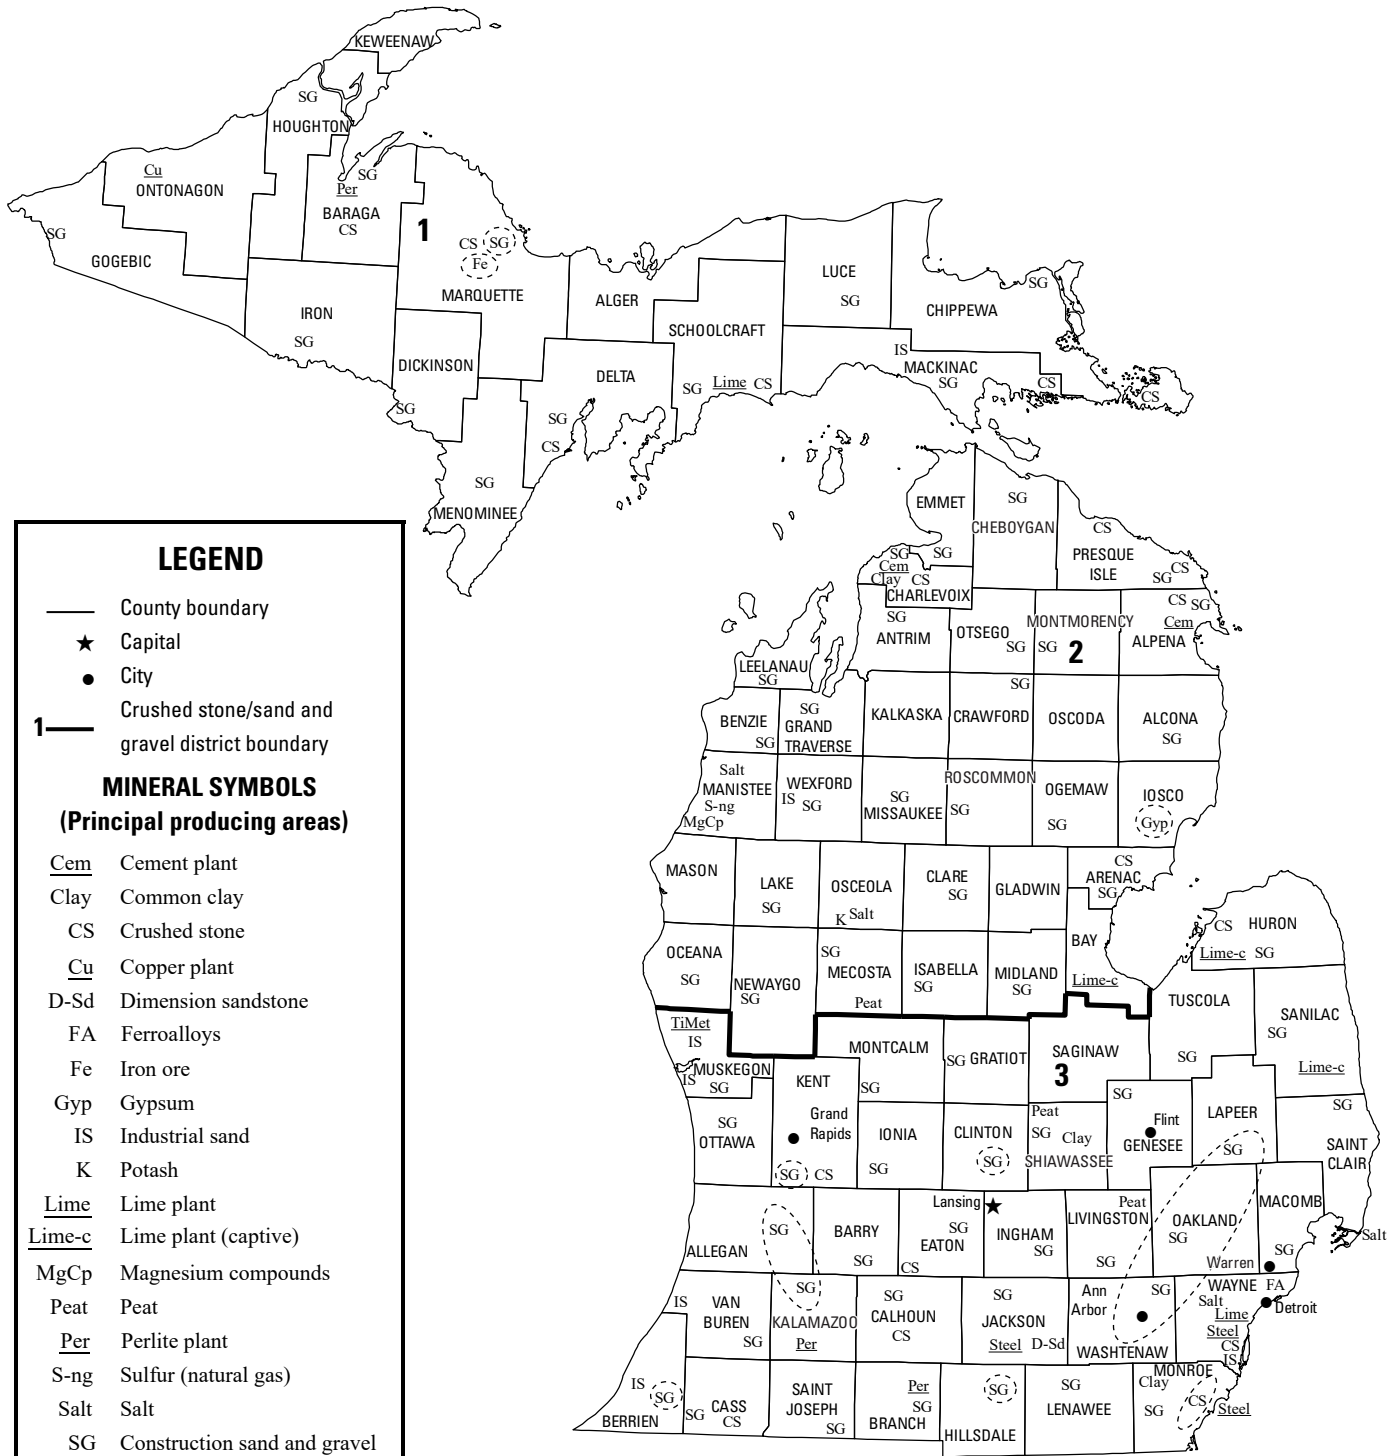 KEWEENAW
SG
HOUGHTON
Cu
ONTONAGON
SG
Per
BARAGA
CS
SG
GOGEBIC
1
CS SG
Fe
MARQUETTE
IRON
SG
DICKINSON
SG
ALGER
SCHOOLCRAFT
SG Lime CS
LUCE
SG
CHIPPEWA
SG
IS
MACKINAC
SG
CS
CS
DELTA
SG
CS
SG
MENOMINEE
EMMET
SG
SG
CHEBOYGAN
CS
PRESQUE
ISLE
SG CS
SG
Cem
Clay CS
CHARLEVOIX
SG
ANTRIM
OTSEGO
SG
MONTMORENCY
SG 2
CS SG
Cem
ALPENA
LEELANAU
SG
BENZIE
SG
SG
GRAND
TRAVERSE
KALKASKA
SG
CRAWFORD
OSCODA
ALCONA
SG
Salt
MANISTEE
S-ng
MgCp
WEXFORD
IS SG
SG
MISSAUKEE
ROSCOMMON
SG
OGEMAW
SG
IOSCO
Gyp
MASON
LAKE
SG
OSCEOLA
K Salt
CLARE
SG
GLADWIN
CS
ARENAC
SG
OCEANA
SG
NEWAYGO
SG
SG
MECOSTA
Peat
ISABELLA
SG
MIDLAND
SG
BAY
Lime-c
CS HURON
Lime-c SG
TUSCOLA
SG
SANILAC
SG
Lime-c
TiMet
IS
MUSKEGON
IS SG
MONTCALM
SG
SG GRATIOT
SAGINAW
3
KENT
Grand
Rapids
SG CS
SG
OTTAWA
IONIA
SG
CLINTON
SG
Peat
SG Clay
SHIAWASSEE
SG
Flint
GENESEE
LAPEER
SG
SG
SAINT
CLAIR
Salt
ALLEGAN
SG
BARRY
SG
SG
EATON
CS
Lansing
INGHAM
SG
Peat
LIVINGSTON
SG
OAKLAND
SG
MACOMB
SG
Warren
IS
VAN
BUREN
SG
SG
KALAMAZOO
Per
SG
CALHOUN
CS
SG
JACKSON
Steel D-Sd
Ann
Arbor
SG
WASHTENAW
WAYNE FA
Detroit
Salt
Lime
Steel
CS
IS
IS
SG
BERRIEN
SG CASS
CS
SAINT
JOSEPH
SG
Per
SG
BRANCH
SG
HILLSDALE
SG
LENAWEE
MONROE
Clay
SG
CS
Steel
LEGEND
County boundary
Capital
City
1 Crushed stone/sand and
gravel district boundary
MINERAL SYMBOLS
(Principal producing areas)
Cem Cement plant
Clay Common clay
CS Crushed stone
Cu Copper plant
D-Sd Dimension sandstone
FA Ferroalloys
Fe Iron ore
Gyp Gypsum
IS Industrial sand
K Potash
Lime Lime plant
Lime-c Lime plant (captive)
MgCp Magnesium compounds
Peat Peat
Per Perlite plant
S-ng Sulfur (natural gas)
Salt Salt
SG Construction sand and gravel